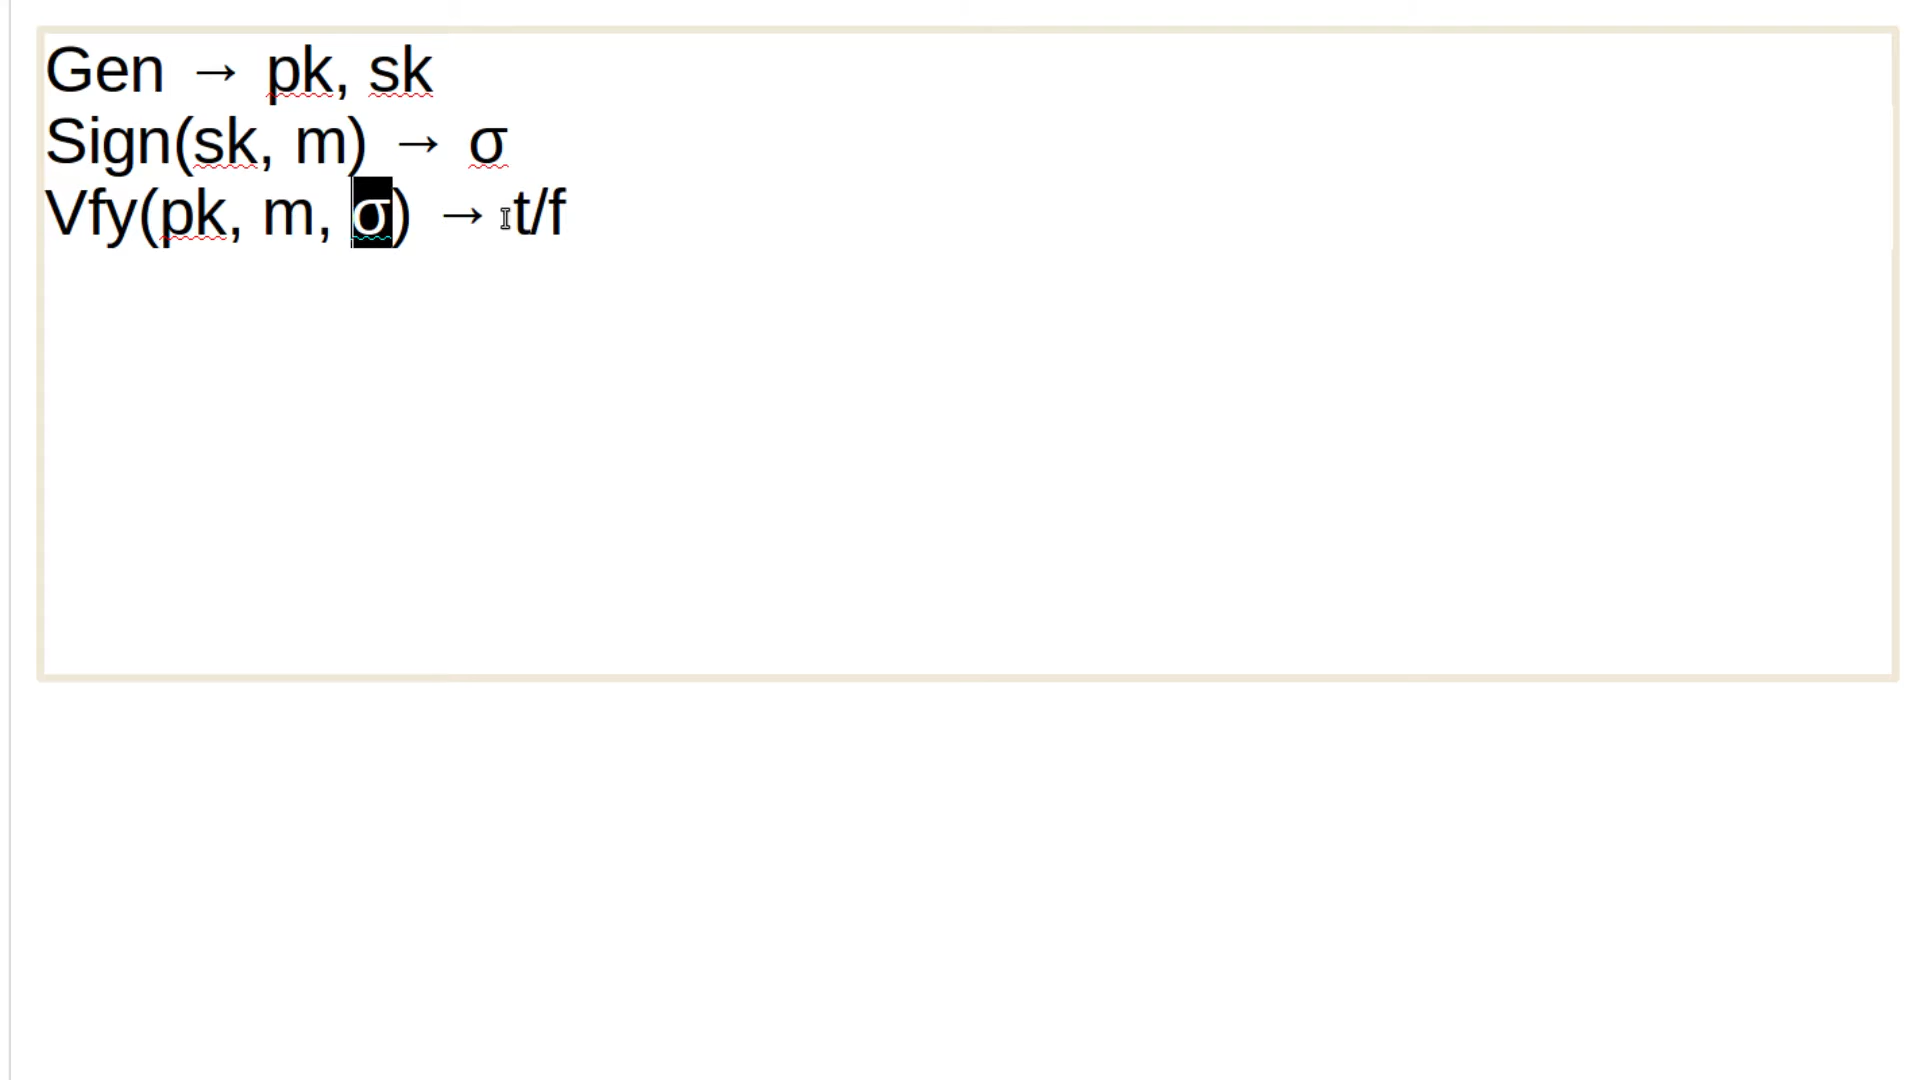 Gen → pk, sk
Sign(sk, m) → σ
Vfy(pk, m, σ) → t/f